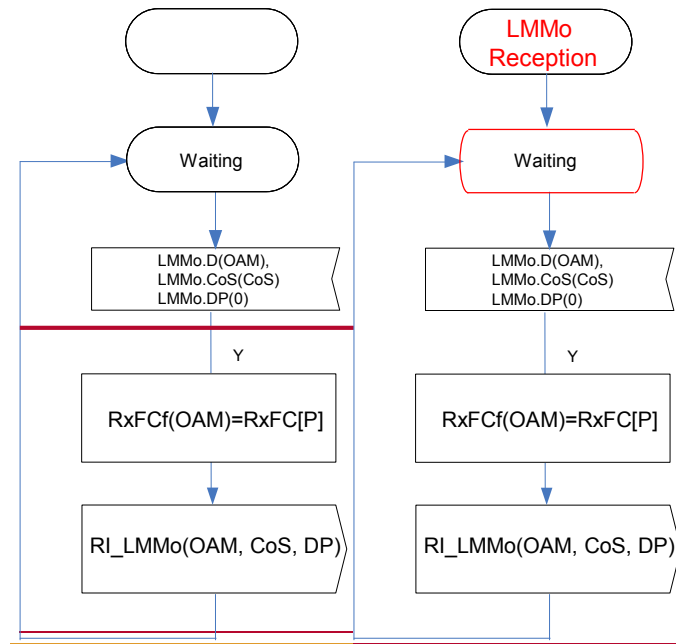 Waiting
LMMo.D(OAM),
LMMo.CoS(CoS)
LMMo.DP(0)
Y
RxFCf(OAM)=RxFC[P]
RI_LMMo(OAM, CoS, DP)
LMMo
Reception
Waiting
LMMo.D(OAM),
LMMo.CoS(CoS)
LMMo.DP(0)
Y
RxFCf(OAM)=RxFC[P]
RI_LMMo(OAM, CoS, DP)